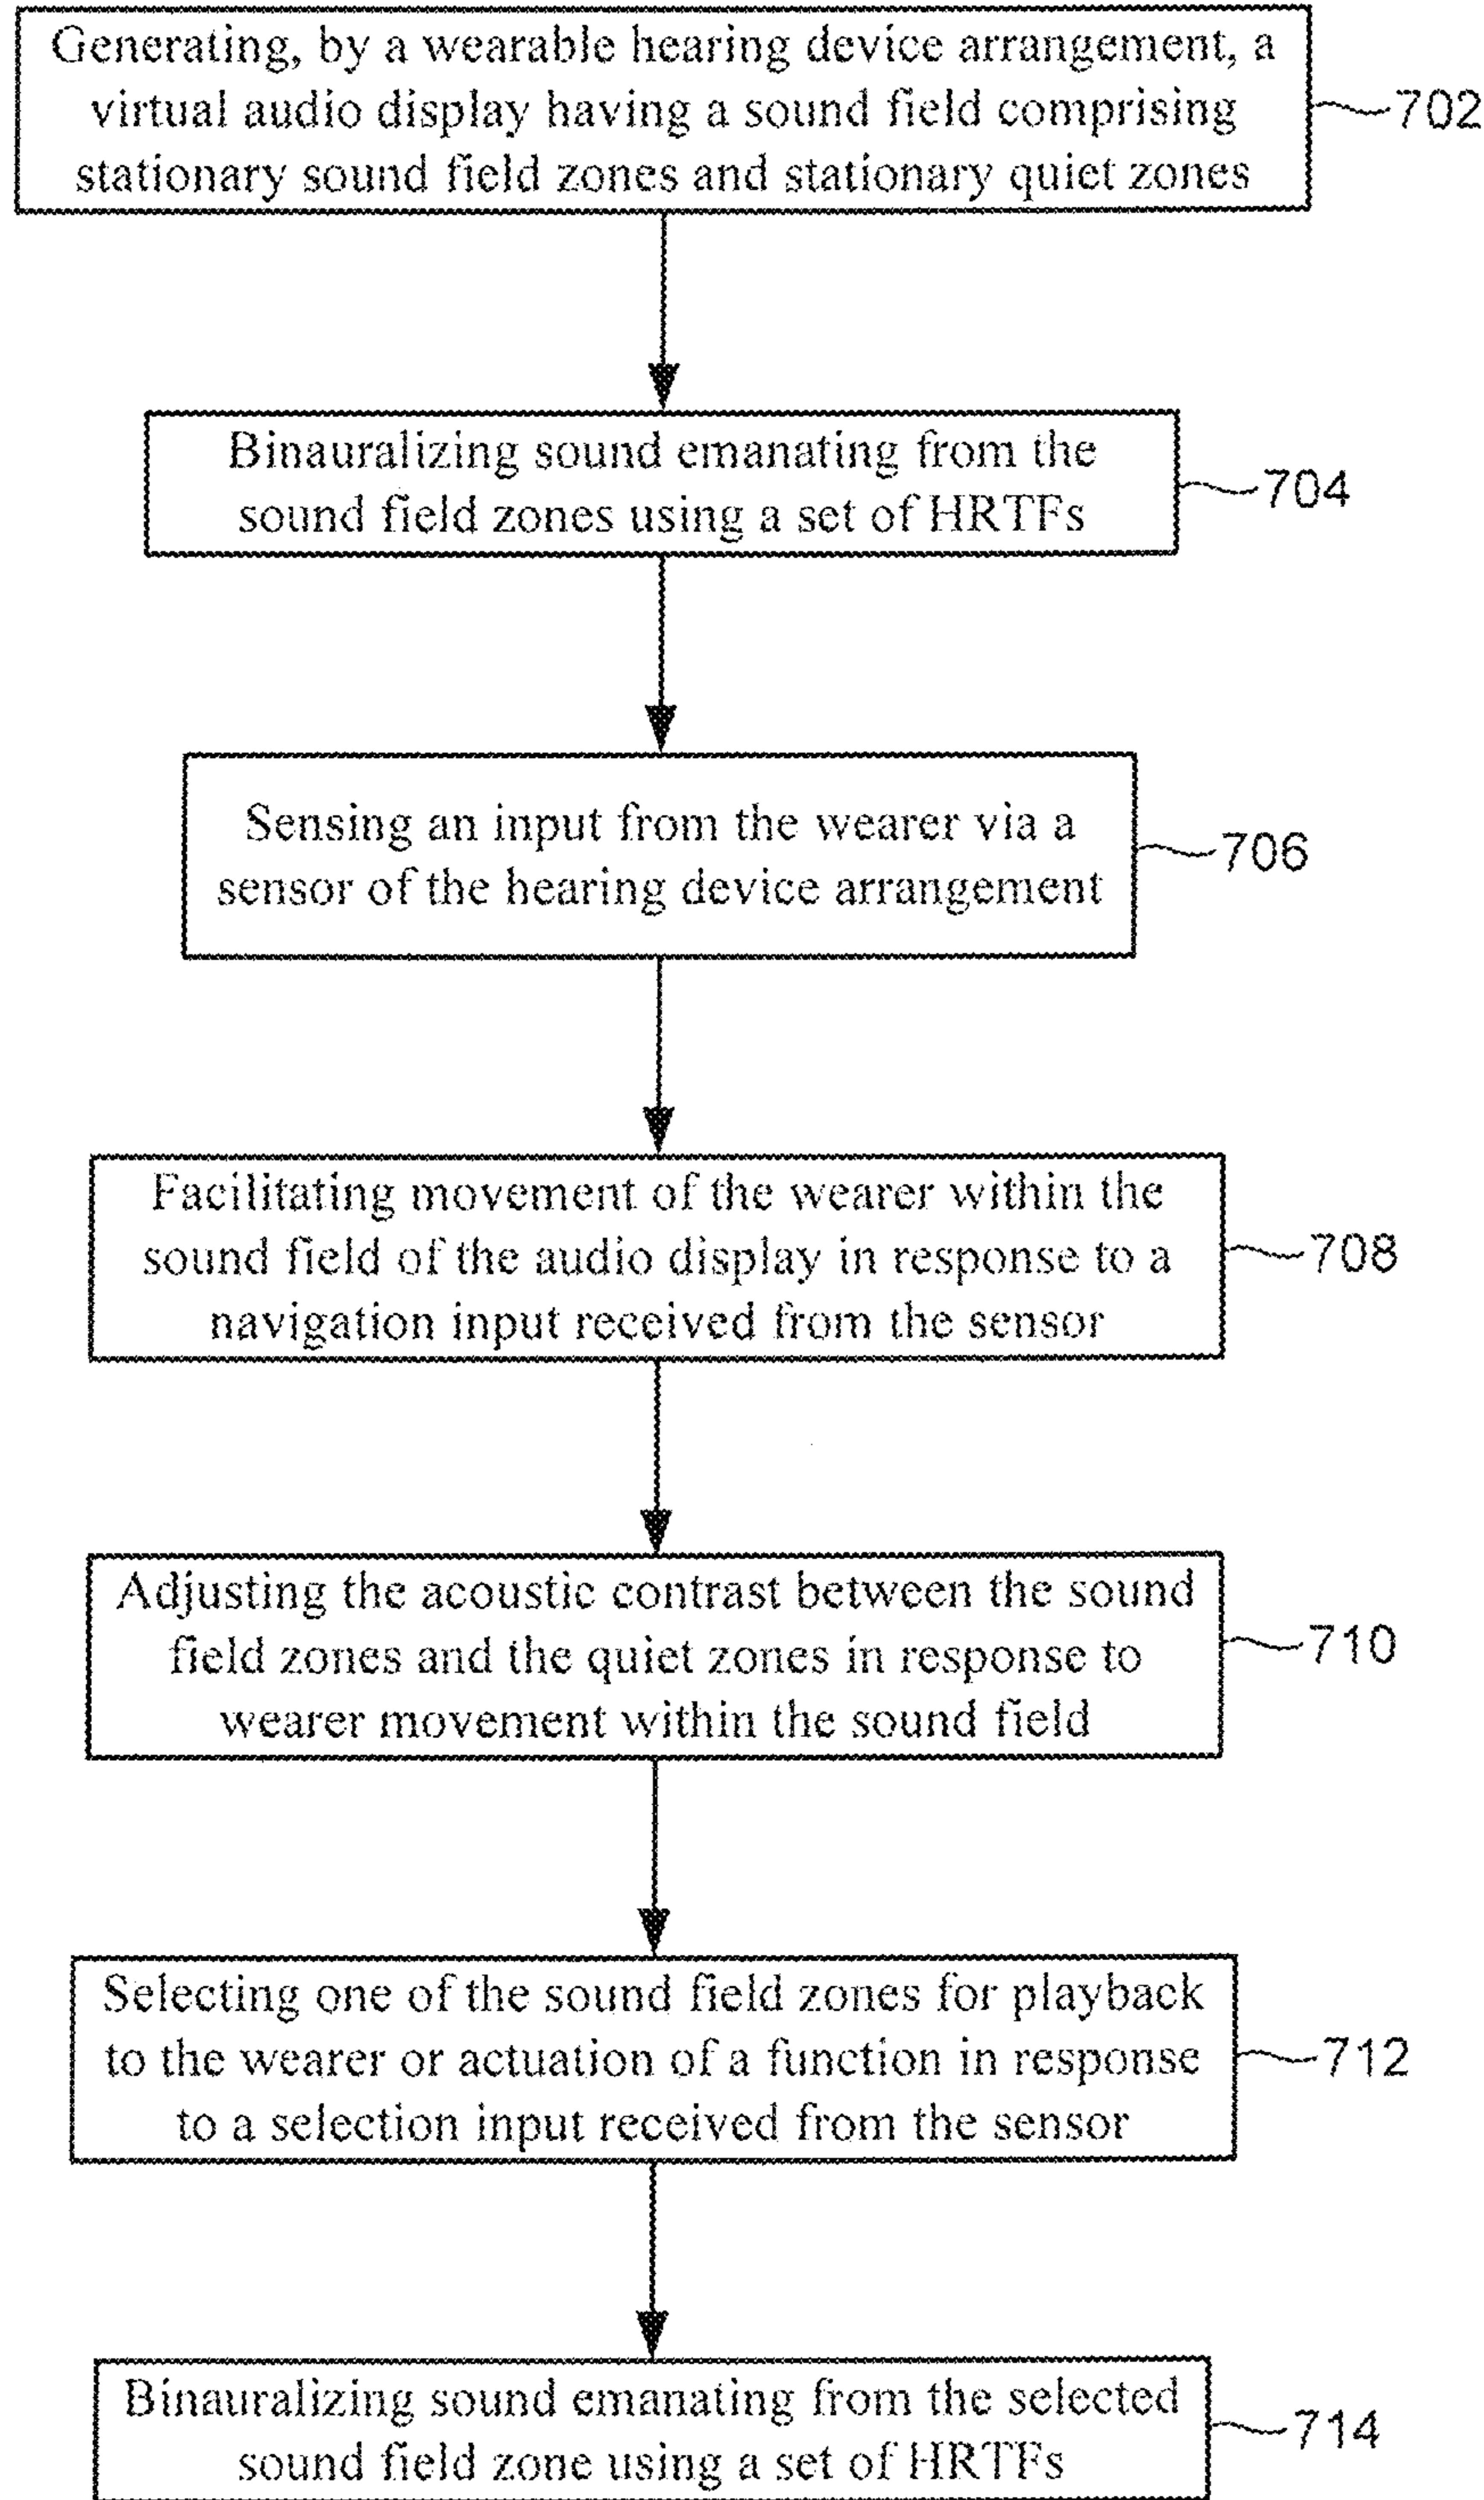 Generating, by a wearable hearing device arrangement, a
virtual audio display having a sound field comprising
stationary sound field zones and stationary quiet zones
702
Binauralizing sound emanating from the
sound field zones using a set of HRTFs
704
Sensing an input from the wearer via a
sensor of the hearing device arrangement
706
Facilitating movement of the wearer within the
sound field of the audio display in response to a
navigation input received from the sensor
708
Adjusting the acoustic contrast between the sound
field zones and the quiet zones in response to
wearer movement within the sound field
710
Selecting one of the sound field zones for playback
to the wearer or actuation of a function in response
to a selection input received from the sensor
712
Binauralizing sound emanating from the selected
sound field zone using a set of HRTFs
714